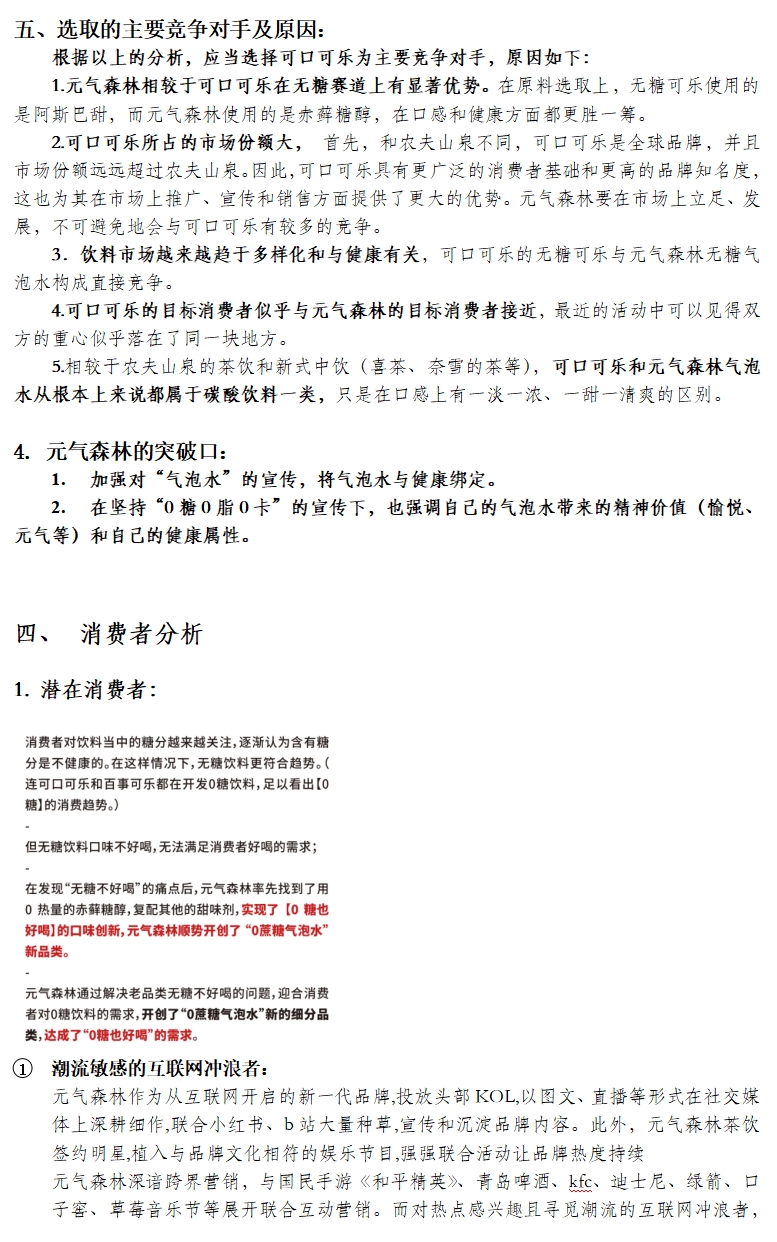 五、选取的主要竞争对手及原因：
根据以上的分析，应当选择可口可乐为主要竞争对手，原因如下：
1.元气森林相较于可口可乐在无糖赛道上有显著优势。在原料选取上，无糖可乐使用的
是阿斯巴甜，而元气森林使用的是赤藓糖醇，在口感和健康方面都更胜一筹。
2.可口可乐所占的市场份额大， 首先，和农夫山泉不同，可口可乐是全球品牌，并且
市场份额远远超过农夫山泉。因此，可口可乐具有更广泛的消费者基础和更高的品牌知名度，
这也为其在市场上推广、宣传和销售方面提供了更大的优势。元气森林要在市场上立足、发
展，不可避免地会与可口可乐有较多的竞争。
3．饮料市场越来越趋于多样化和与健康有关，可口可乐的无糖可乐与元气森林无糖气
泡水构成直接竞争。
4.可口可乐的目标消费者似乎与元气森林的目标消费者接近，最近的活动中可以见得双
方的重心似乎落在了同一块地方。
5.相较于农夫山泉的茶饮和新式中饮（喜茶、奈雪的茶等），可口可乐和元气森林气泡
水从根本上来说都属于碳酸饮料一类，只是在口感上有一淡一浓、一甜一清爽的区别。
4. 元气森林的突破口：
1. 加强对“气泡水”的宣传，将气泡水与健康绑定。
2. 在坚持“0 糖 0 脂 0 卡”的宣传下，也强调自己的气泡水带来的精神价值（愉悦、
元气等）和自己的健康属性。
四、 消费者分析
1. 潜在消费者：
消费者对饮料当中的糖分越来越关注，逐渐认为含有糖
分是不健康的。在这样情况下，无糖饮料更符合趋势。（
连可口可乐和百事可乐都在开发0糖饮料，足以看出【0
糖】的消费趋势。）
-
但无糖饮料口味不好喝，无法满足消费者好喝的需求；
-
在发现“无糖不好喝”的痛点后，元气森林率先找到了用
0 热量的赤藓糖醇，复配其他的甜味剂，实现了【0 糖也
好喝】的口味创新，元气森林顺势开创了 “0蔗糖气泡水”
新品类。
-
元气森林通过解决老品类无糖不好喝的问题，迎合消费
者对0糖饮料的需求，开创了“0蔗糖气泡水”新的细分品
类，达成了“0糖也好喝”的需求。
① 潮流敏感的互联网冲浪者：
元气森林作为从互联网开启的新一代品牌,投放头部 KOL,以图文、直播等形式在社交媒
体上深耕细作,联合小红书、b 站大量种草,宣传和沉淀品牌内容。此外，元气森林茶饮
签约明星,植入与品牌文化相符的娱乐节目,强强联合活动让品牌热度持续
元气森林深谙跨界营销，与国民手游《和平精英》、青岛啤酒、kfc、迪士尼、绿箭、口
子窖、草莓音乐节等展开联合互动营销。而对热点感兴趣且寻觅潮流的互联网冲浪者，